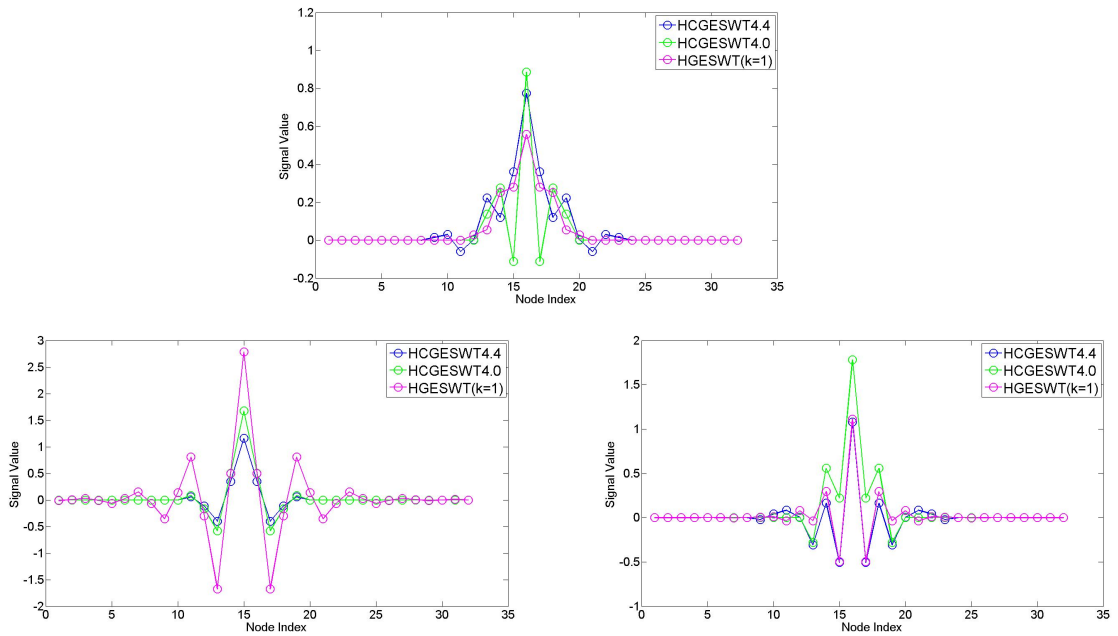 1.2
1
0.8
0.6
0.4
0.2
0
-0.2
Signal Value
0 5 10 15 20 25 30 35
Node Index
HCGESWT4.4
HCGESWT4.0
HGESWT(k=1)
3
2.5
2
1.5
1
0.5
0
-0.5
-1
-1.5
-2
Signal Value
0 5 10 15 20 25 30 35
Node Index
HCGESWT4.4
HCGESWT4.0
HGESWT(k=1)
2
1.5
1
0.5
0
-0.5
-1
Signal Value
0 5 10 15 20 25 30 35
Node Index
HCGESWT4.4
HCGESWT4.0
HGESWT(k=1)